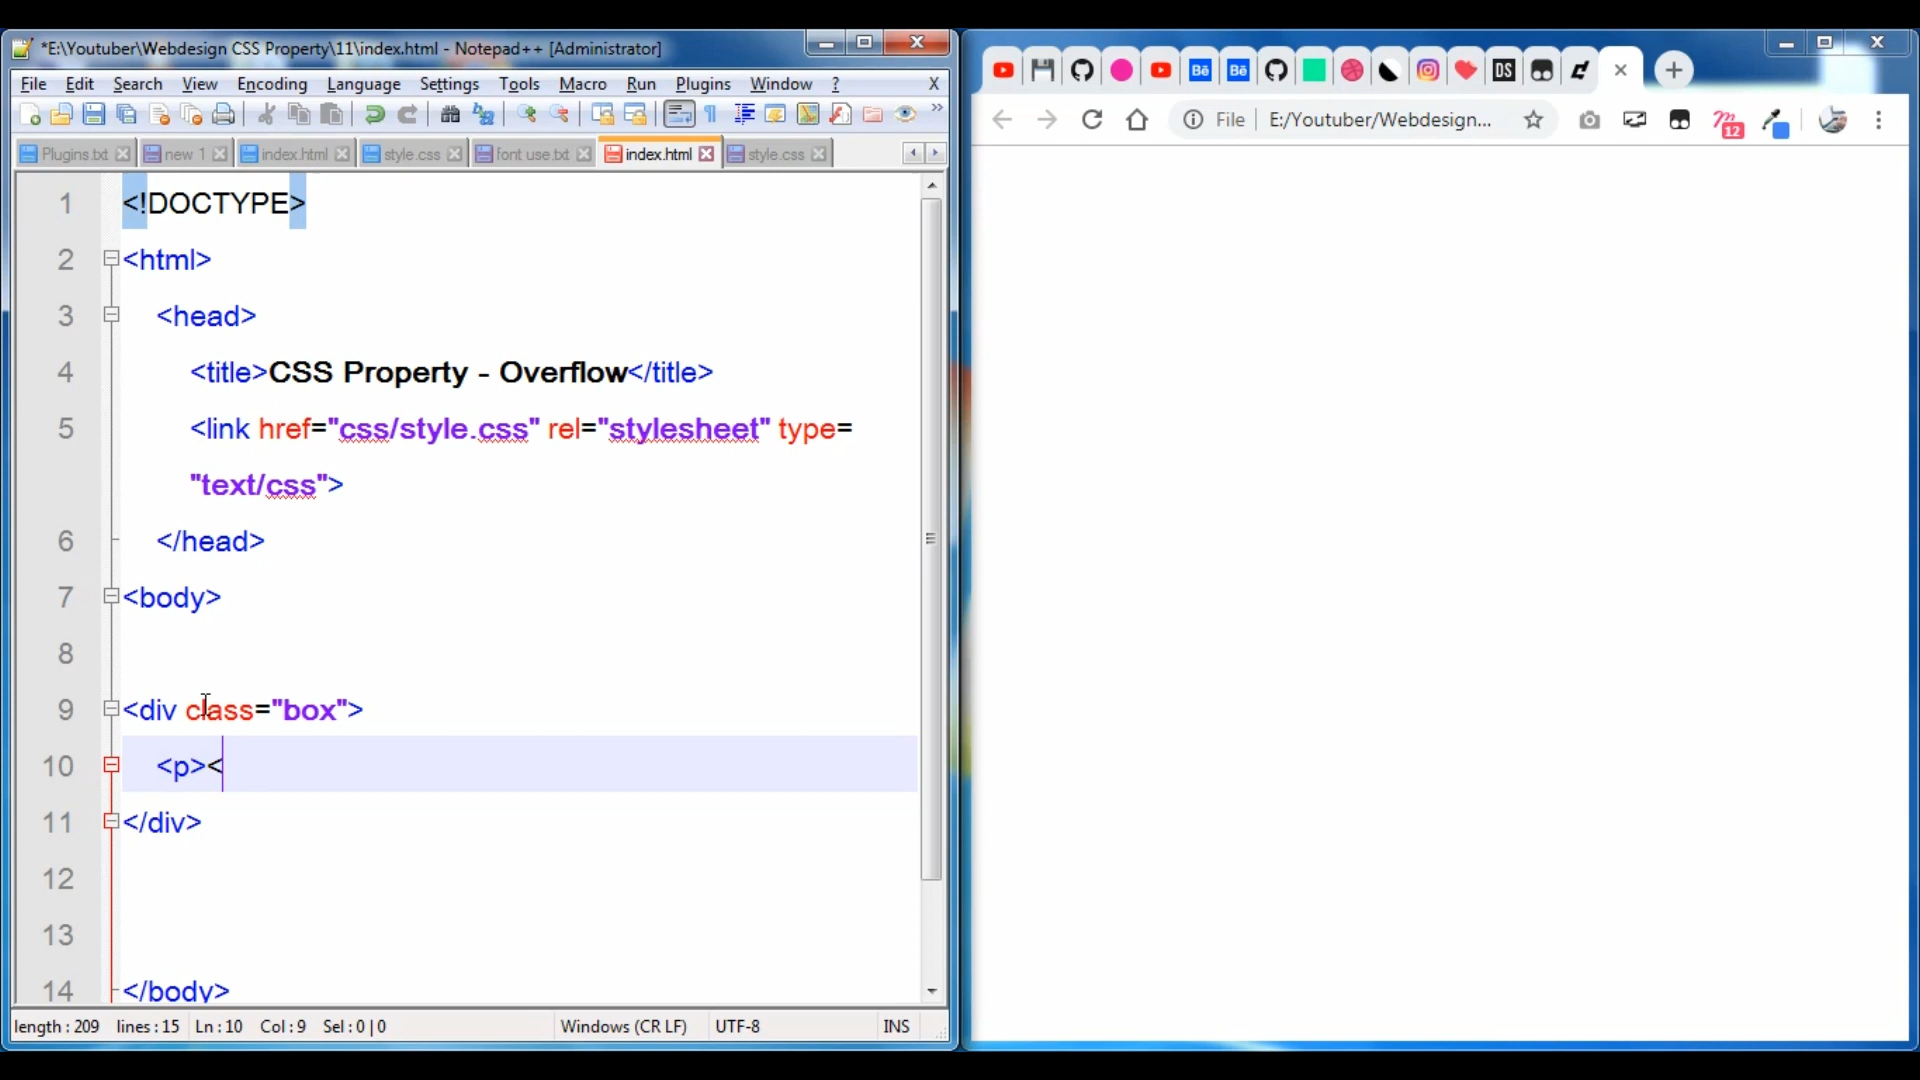 *E:\Youtuber\Webdesign CSS Property\11\index.html - Notepad++ [Administrator]
File Edit Search View Encoding Language Settings Tools Macro Run Plugins Window ? X
Plugins.txt new 1 index.html style.css font use.txt index.html style.css
1 <!DOCTYPE>
2 <html>
3 <head>
4 <title>CSS Property - Overflow</title>
5 <link href="css/style.css" rel="stylesheet" type=
"text/css">
6 </head>
7 <body>
8
9 <div class="box">
10 <p><
11 </div>
12
13
14 </body>
length : 209 lines : 15 Ln : 10 Col : 9 Sel : 0 | 0 Windows (CR LF) UTF-8 INS
Bē Bē DS
File E:/Youtuber/Webdesign... 12